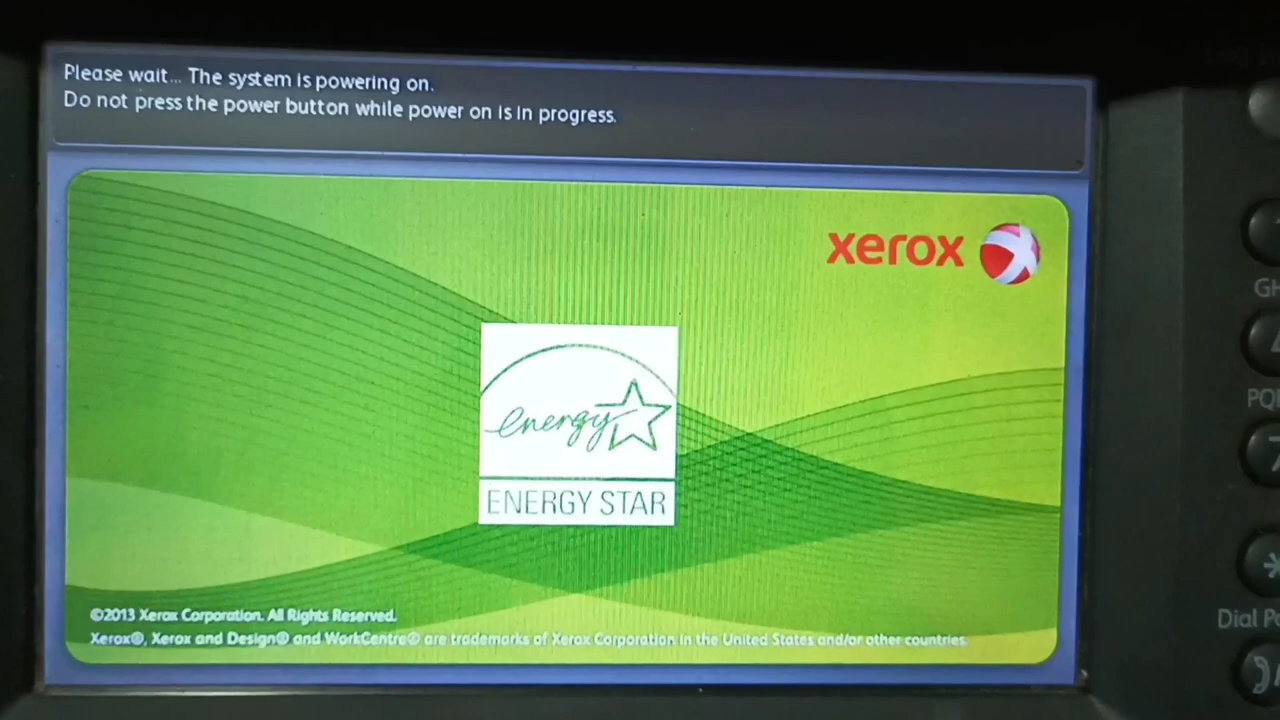 Please wait... The system is powering on.
Do not press the power button while power on is in progress.
xerox
energy
ENERGY STAR
©2013 Xerox Corporation. All Rights Reserved.
Xerox®, Xerox and Design® and WorkCentre® are trademarks of Xerox Corporation in the United States and/or other countries.
GH
PQ
7
*
Dial P